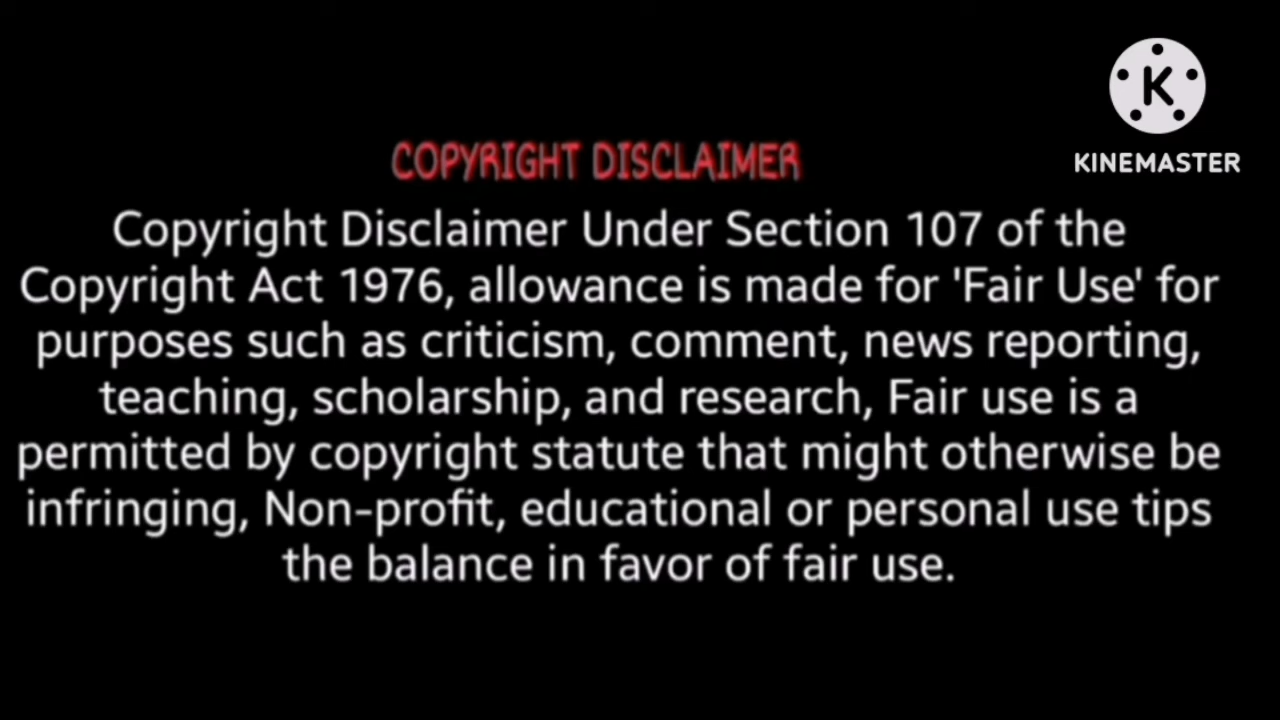 K
KINEMASTER
COPYRIGHT DISCLAIMER
Copyright Disclaimer Under Section 107 of the
Copyright Act 1976, allowance is made for 'Fair Use' for
purposes such as criticism, comment, news reporting,
teaching, scholarship, and research, Fair use is a
permitted by copyright statute that might otherwise be
infringing, Non-profit, educational or personal use tips
the balance in favor of fair use.